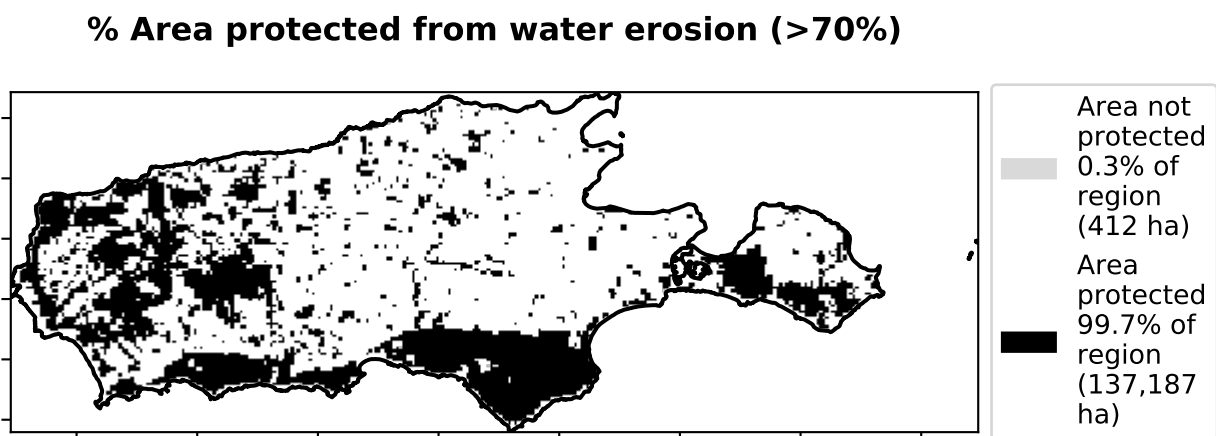 % Area protected from water erosion (>70%)
Area not
protected
0.3% of
region
(412 ha)
Area
protected
99.7% of
region
(137,187
ha)